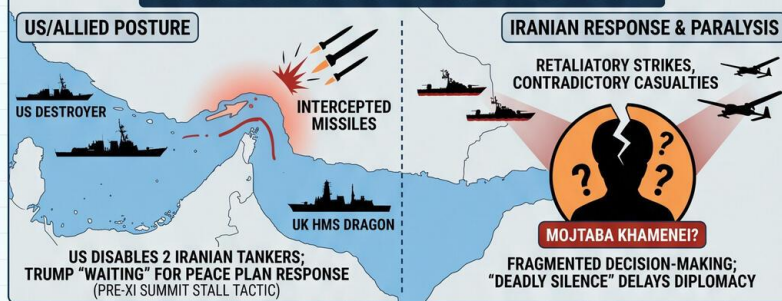 US/ALLIED POSTURE
US DESTROYER
INTERCEPTED
MISSILES
UK HMS DRAGON
US DISABLES 2 IRANIAN TANKERS;
TRUMP “WAITING” FOR PEACE PLAN RESPONSE
(PRE-XI SUMMIT STALL TACTIC)
IRANIAN RESPONSE & PARALYSIS
RETALIATORY STRIKES,
CONTRADICTORY CASUALTIES
? ? ?
MOJTABA KHAMENEI?
FRAGMENTED DECISION-MAKING;
“DEADLY SILENCE” DELAYS DIPLOMACY